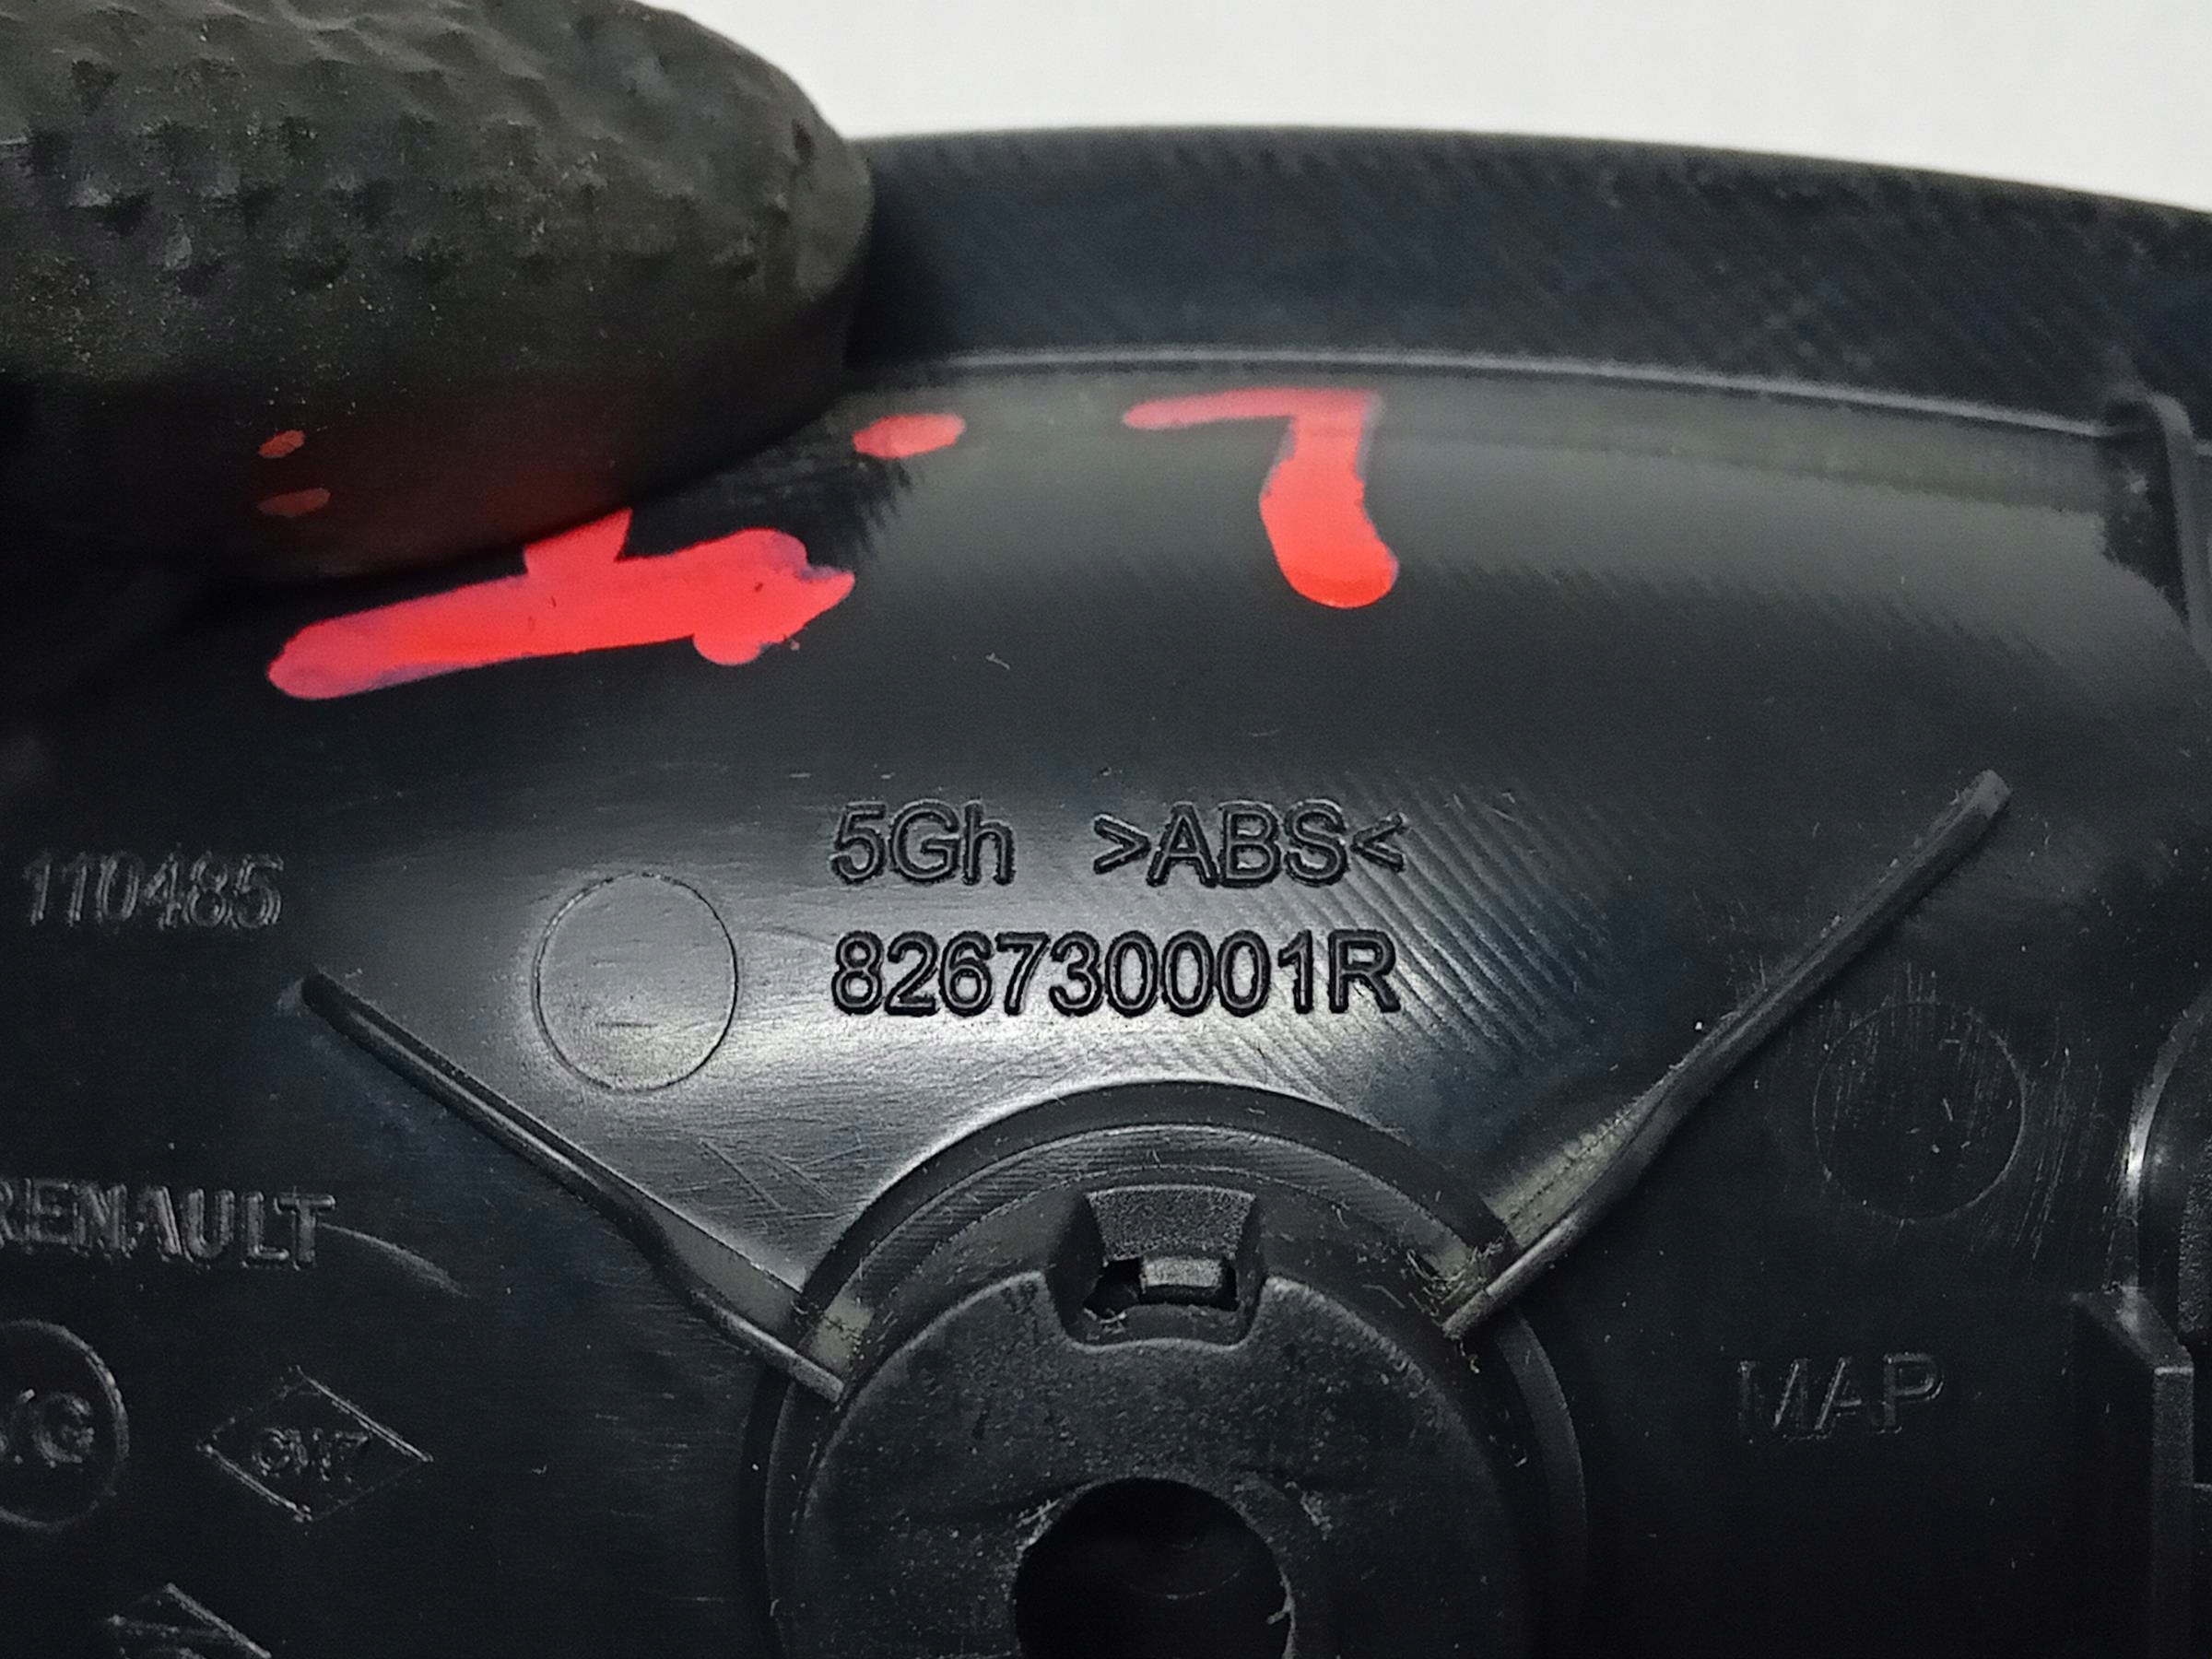 5Gh >ABS<
110485
826730001R
RENAULT
MAP